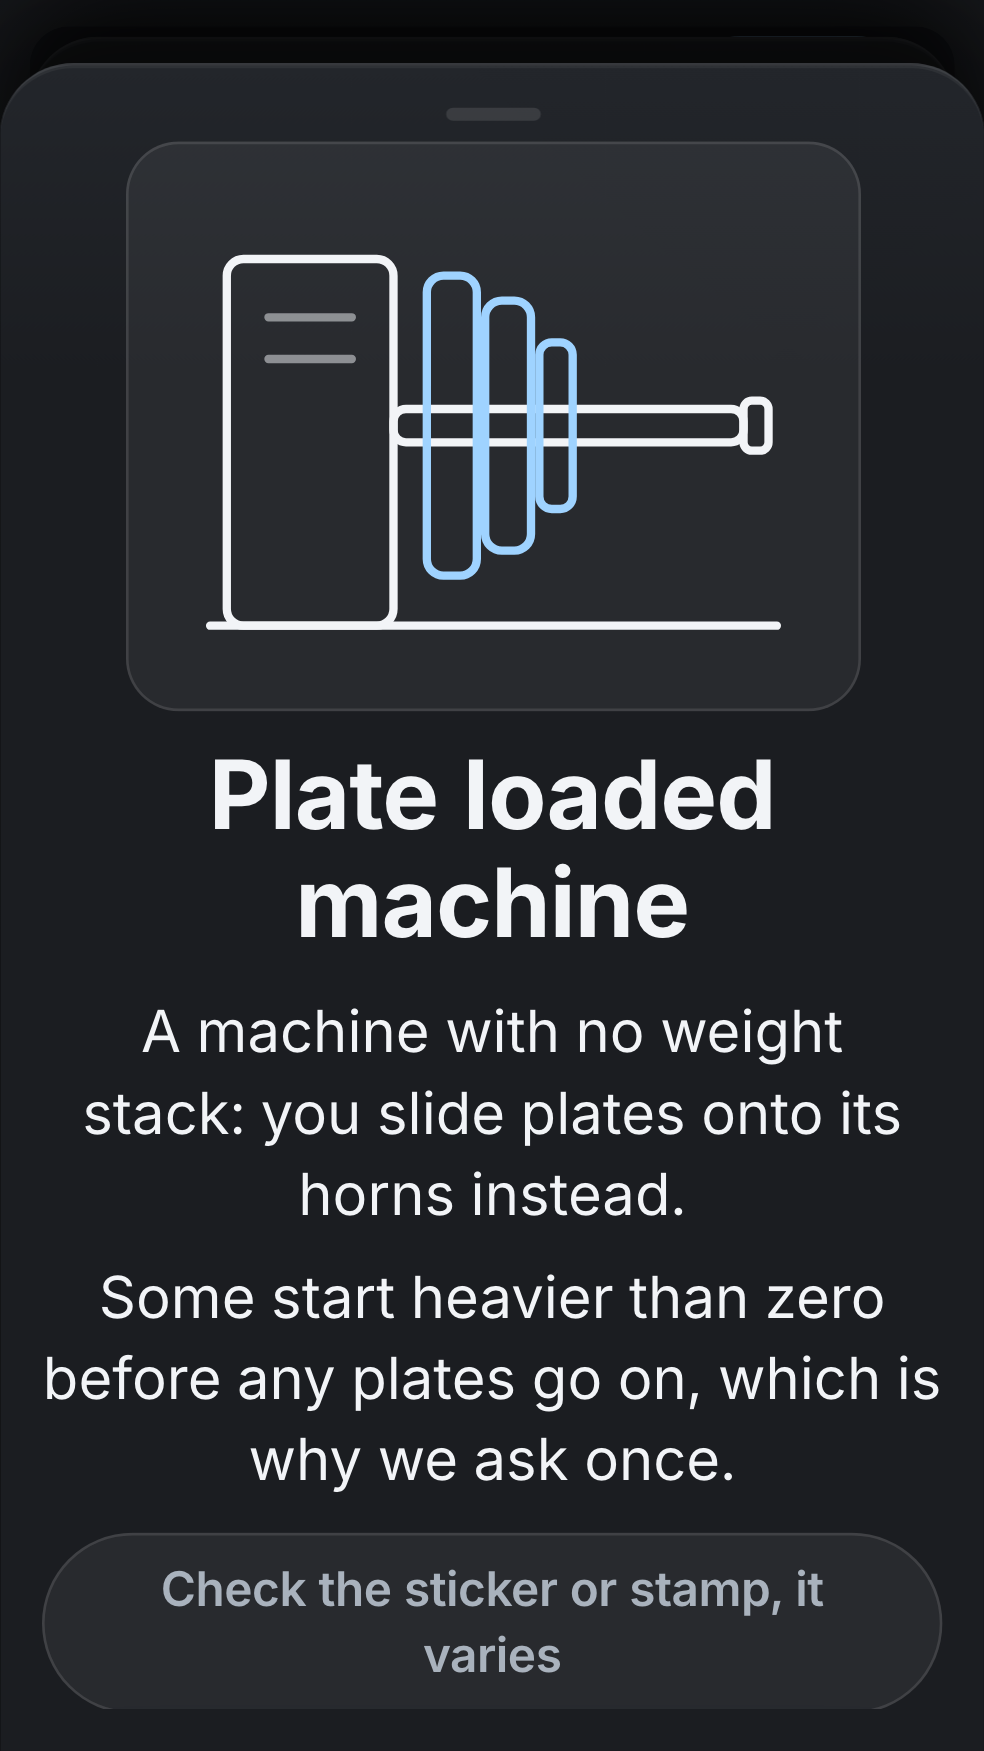 Plate loaded
machine
A machine with no weight
stack: you slide plates onto its
horns instead.
Some start heavier than zero
before any plates go on, which is
why we ask once.
Check the sticker or stamp, it
varies